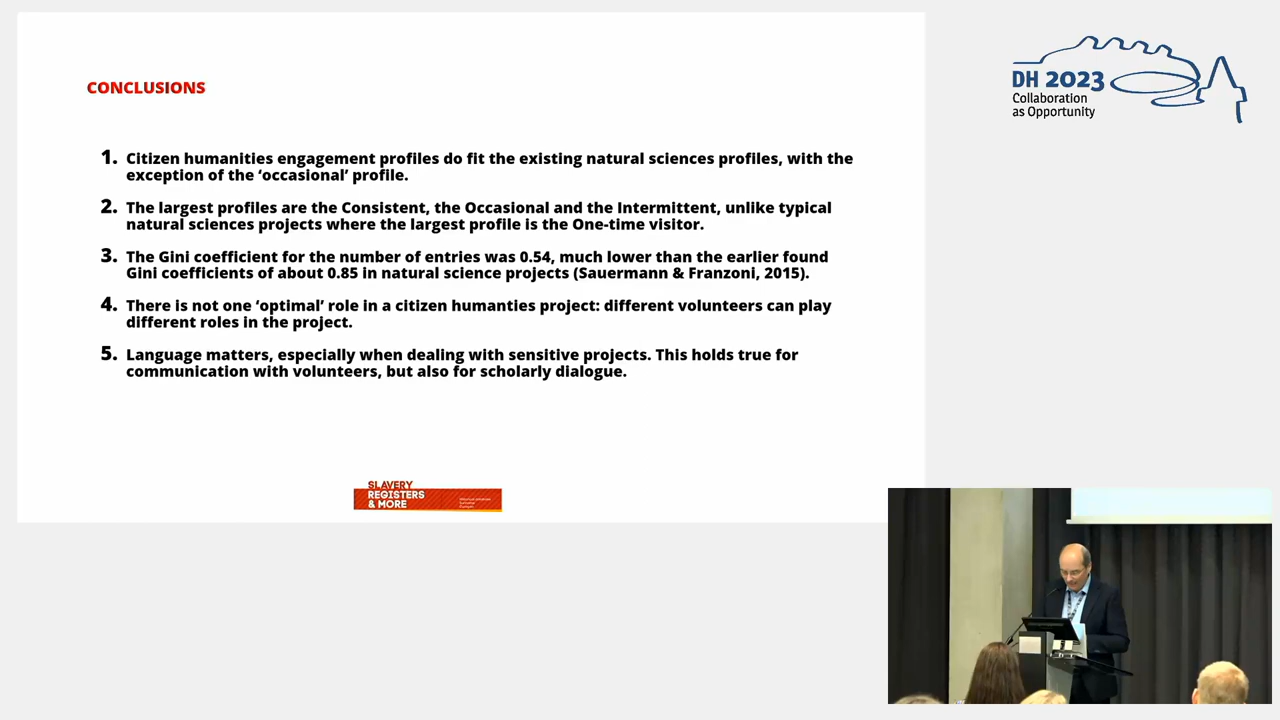 CONCLUSIONS
1. Citizen humanities engagement profiles do fit the existing natural sciences profiles, with the
exception of the ‘occasional’ profile.
2. The largest profiles are the Consistent, the Occasional and the Intermittent, unlike typical
natural sciences projects where the largest profile is the One-time visitor.
3. The Gini coefficient for the number of entries was 0.54, much lower than the earlier found
Gini coefficients of about 0.85 in natural science projects (Sauermann & Franzoni, 2015).
4. There is not one ‘optimal’ role in a citizen humanties project: different volunteers can play
different roles in the project.
5. Language matters, especially when dealing with sensitive projects. This holds true for
communication with volunteers, but also for scholarly dialogue.
SLAVERY
REGISTERS
& MORE
DH 2023
Collaboration
as Opportunity